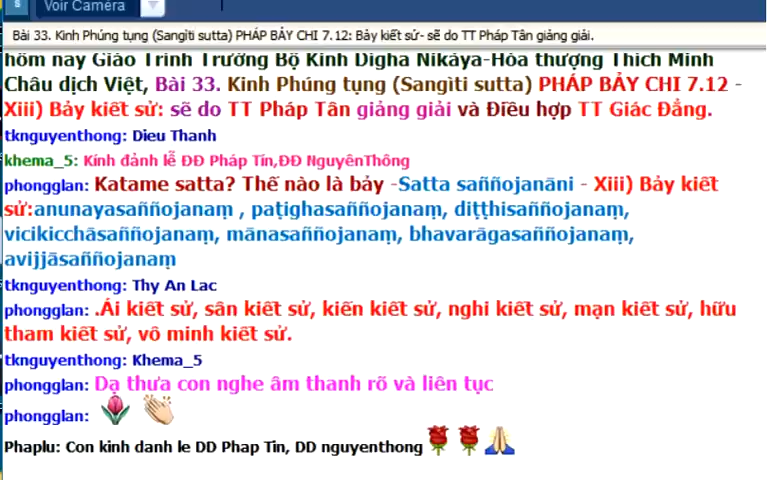 s Voir Caméra
Bài 33. Kinh Phúng tụng (Sangìti sutta) PHÁP BẢY CHI 7.12: Bảy kiết sử- sẽ do TT Pháp Tân giảng giải.
hôm nay Giáo Trình Trường Bộ Kinh Digha Nikàya-Hòa thượng Thích Minh
Châu dịch Việt, Bài 33. Kinh Phúng tụng (Sangìti sutta) PHÁP BẢY CHI 7.12 -
Xiii) Bảy kiết sử: sẽ do TT Pháp Tân giảng giải và Điều hợp TT Giác Đẳng.
tknguyenthong: Dieu Thanh
khema_5: Kính đảnh lễ ĐĐ Pháp Tín,ĐĐ NguyênThông
phongglan: Katame satta? Thế nào là bảy -Satta saññojanāni - Xiii) Bảy kiết
sử:anunayasaññojanaṃ , paṭighasaññojanaṃ, diṭṭhisaññojanaṃ,
vicikicchāsaññojanaṃ, mānasaññojanaṃ, bhavarāgasaññojanaṃ,
avijjāsaññojanaṃ
tknguyenthong: Thy An Lac
phongglan: .Ái kiết sử, sân kiết sử, kiến kiết sử, nghi kiết sử, mạn kiết sử, hữu
tham kiết sử, vô minh kiết sử.
tknguyenthong: Khema_5
phongglan: Dạ thưa con nghe âm thanh rõ và liên tục
phongglan:
Phaplu: Con kinh danh le DD Phap Tin, DD nguyenthong